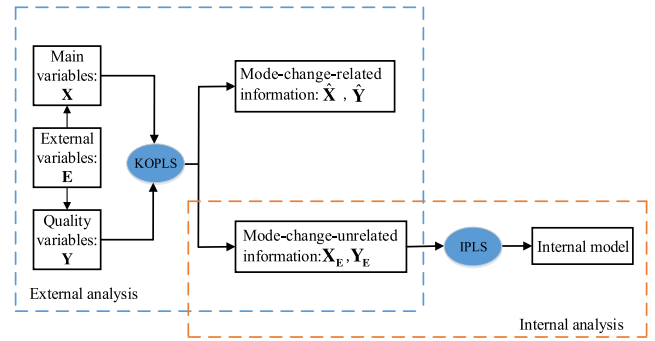 Main
variables:
X
External
variables:
E
Quality
variables:
Y
KOPLS
Mode-change-related
information: X̂ , Ŷ
Mode-change-unrelated
information:X_E,Y_E
IPLS
Internal model
External analysis
Internal analysis